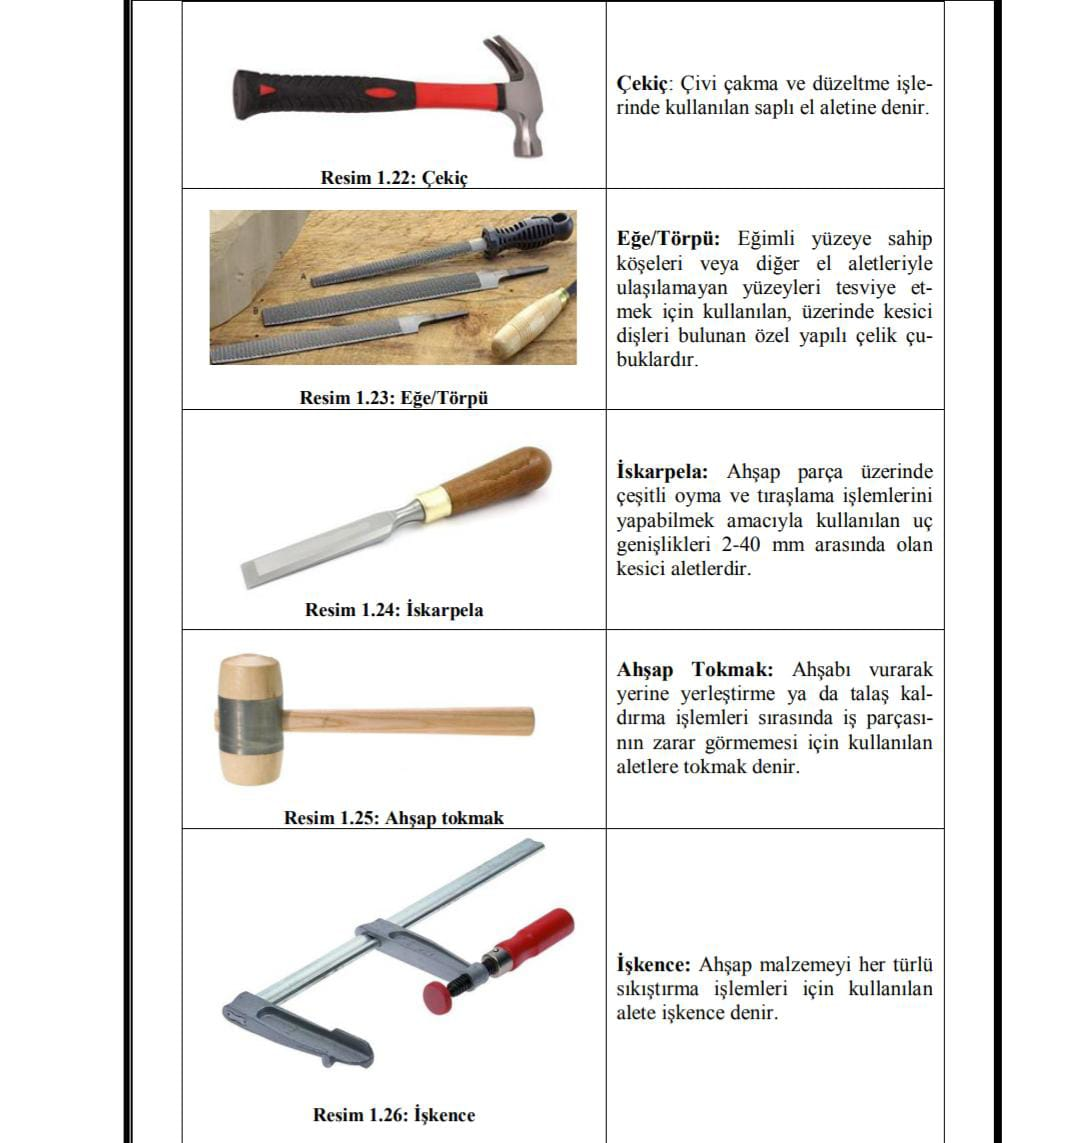 Çekiç: Çivi çakma ve düzeltme işle-
rinde kullanılan saplı el aletine denir.
Resim 1.22: Çekiç
Eğe/Törpü: Eğimli yüzeye sahip
köşeleri veya diğer el aletleriyle
ulaşılamayan yüzeyleri tesviye et-
mek için kullanılan, üzerinde kesici
dişleri bulunan özel yapılı çelik çu-
buklardır.
A
B
Resim 1.23: Eğe/Törpü
İskarpela: Ahşap parça üzerinde
çeşitli oyma ve tıraşlama işlemlerini
yapabilmek amacıyla kullanılan uç
genişlikleri 2-40 mm arasında olan
kesici aletlerdir.
Resim 1.24: İskarpela
Ahşap Tokmak: Ahşabı vurarak
yerine yerleştirme ya da talaş kal-
dırma işlemleri sırasında iş parçası-
nın zarar görmemesi için kullanılan
aletlere tokmak denir.
Resim 1.25: Ahşap tokmak
İşkence: Ahşap malzemeyi her türlü
sıkıştırma işlemleri için kullanılan
alete işkence denir.
Resim 1.26: İşkence